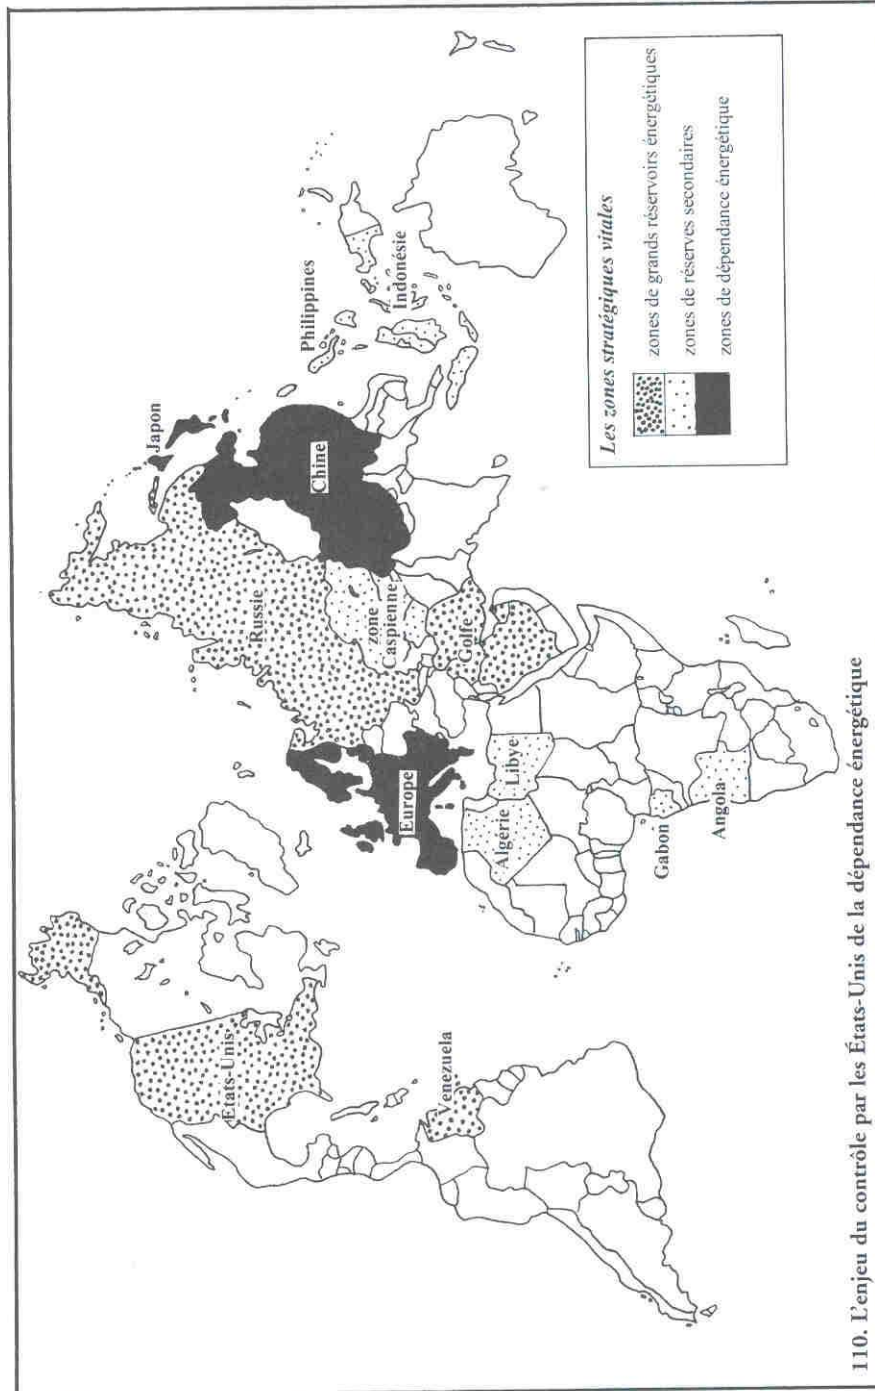 États-Unis
Venezuela
Europe
Russie
zone
Caspienne
Golfe
Algérie
Libye
Gabon
Angola
Chine
Japon
Philippines
Indonésie
Les zones stratégiques vitales
zones de grands réservoirs énergétiques
zones de réserves secondaires
zones de dépendance énergétique
110. L'enjeu du contrôle par les États-Unis de la dépendance énergétique